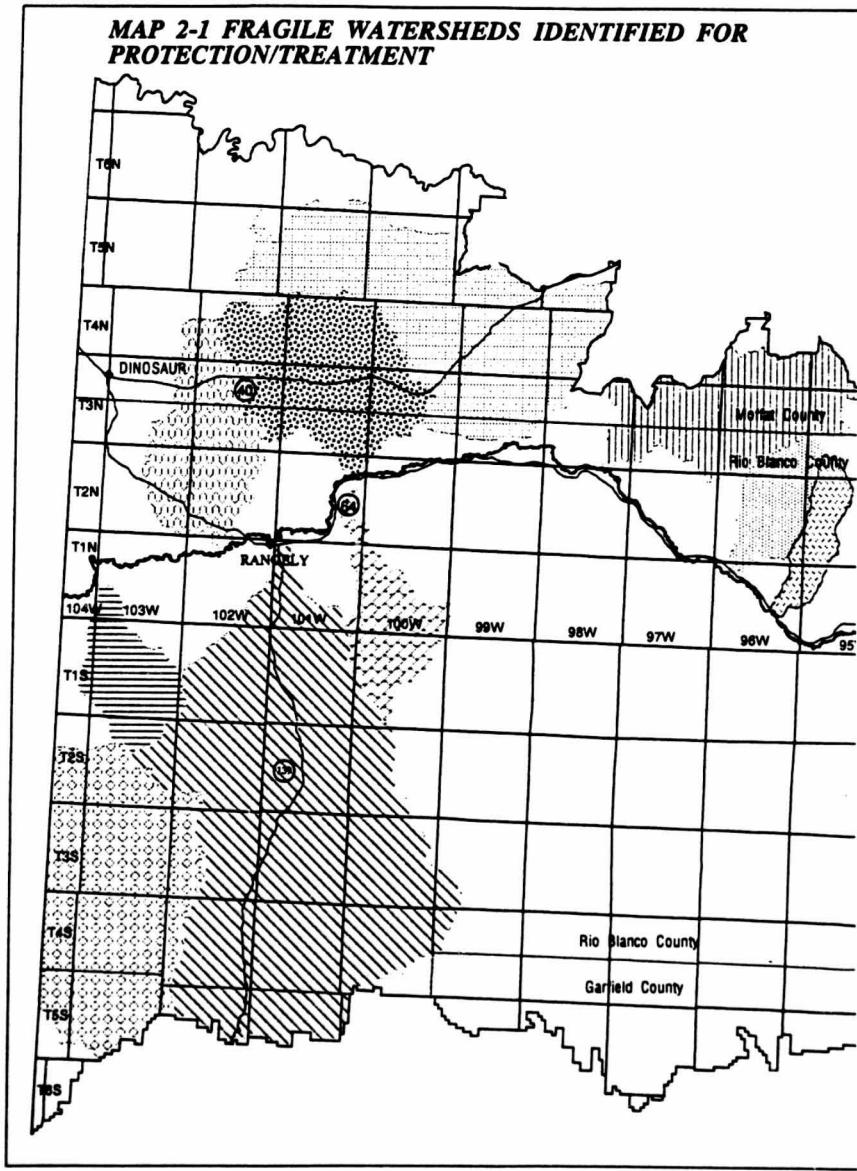 MAP 2-1 FRAGILE WATERSHEDS IDENTIFIED FOR
PROTECTION/TREATMENT
T6N
T5N
T4N
DINOSAUR
40
T3N
Moffat County
Rio Blanco County
T2N
64
T1N
RANGELY
104W 103W 102W 101W 100W 99W 98W 97W 96W 95
T1S
T2S
139
T3S
T4S
Rio Blanco County
Garfield County
T5S
T6S